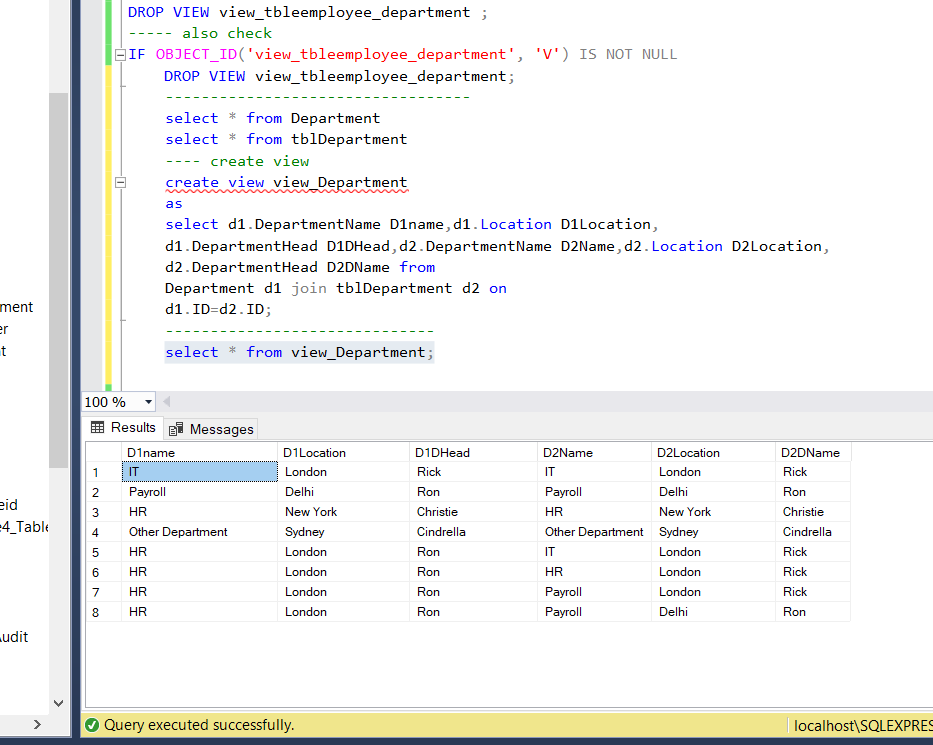 DROP VIEW view_tbleemployee_department ;
----- also check
IF OBJECT_ID('view_tbleemployee_department', 'V') IS NOT NULL
DROP VIEW view_tbleemployee_department;
----------------------------------
select * from Department
select * from tblDepartment
---- create view
create view view_Department
as
select d1.DepartmentName D1name,d1.Location D1Location,
d1.DepartmentHead D1DHead,d2.DepartmentName D2Name,d2.Location D2Location,
d2.DepartmentHead D2DName from
Department d1 join tblDepartment d2 on
d1.ID=d2.ID;
------------------------------
select * from view_Department;
ment
er
t
eid
e4_Table
Audit
100 %
Results Messages
D1name D1Location D1DHead D2Name D2Location D2DName
1 IT London Rick IT London Rick
2 Payroll Delhi Ron Payroll Delhi Ron
3 HR New York Christie HR New York Christie
4 Other Department Sydney Cindrella Other Department Sydney Cindrella
5 HR London Ron IT London Rick
6 HR London Ron HR London Rick
7 HR London Ron Payroll London Rick
8 HR London Ron Payroll Delhi Ron
Query executed successfully. localhost\SQLEXPRES